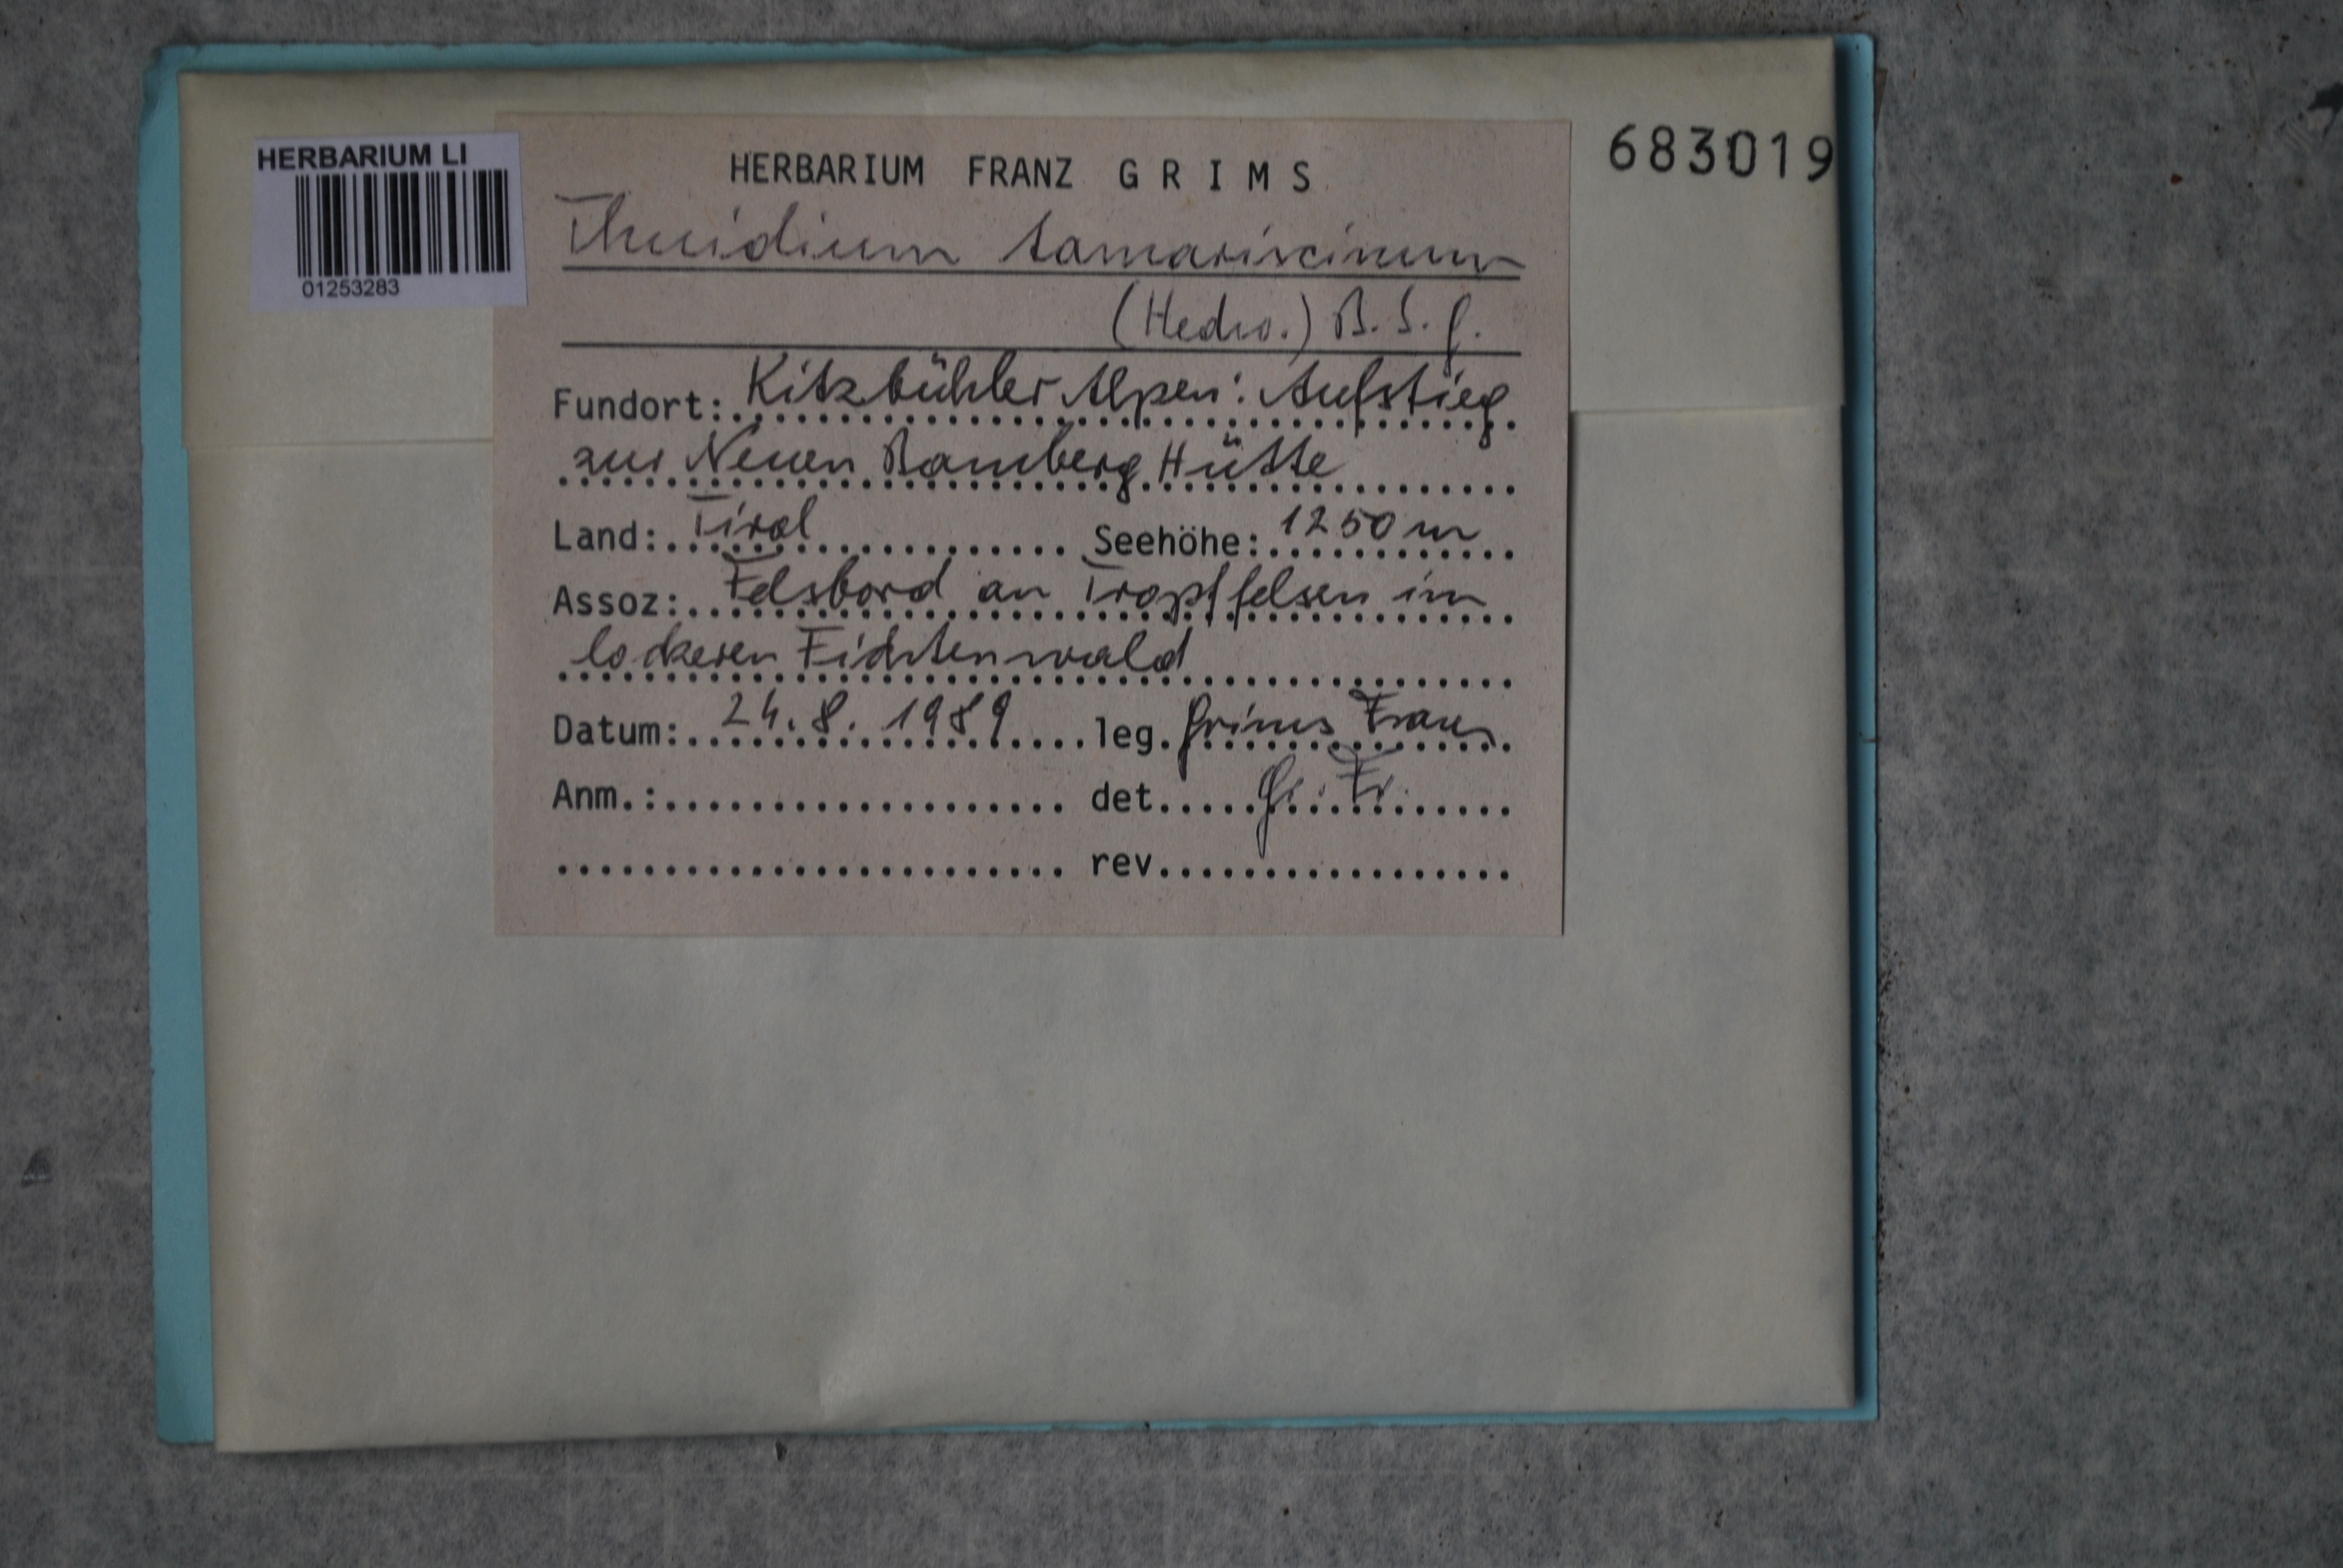 HERBARIUM LI
01253283
683019
HERBARIUM FRANZ G R I M S
Thuidium tamariscinum
(Hedw.) B. S. g.
Fundort: Kitzbühler Alpen: Aufstieg
zur Neuen Bamberg Hütte
Land: Tirol Seehöhe: 1250 m
Assoz: Felsbord an Tropffelsen im
lockeren Fichtenwald
Datum: 24. 8. 1989 leg. Grims Franz
Anm.: det. Gr. Fr.
rev.